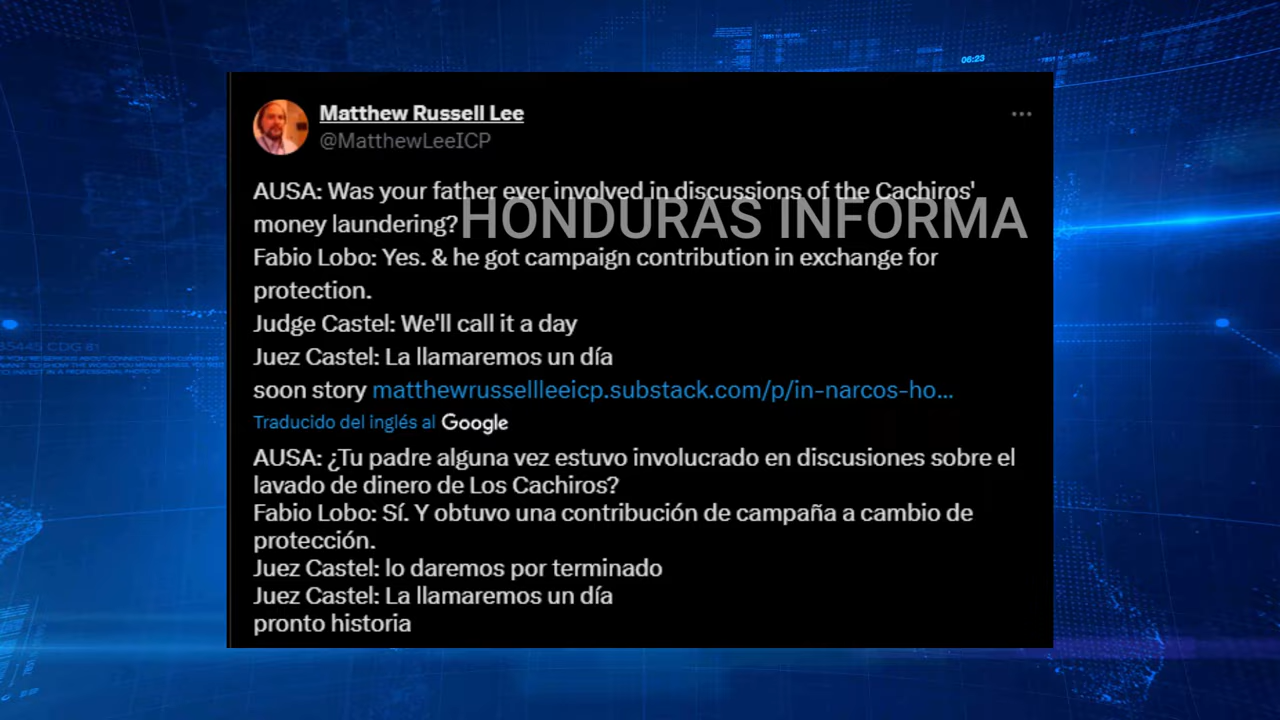 06:23
Matthew Russell Lee
@MatthewLeeICP
AUSA: Was your father ever involved in discussions of the Cachiros'
money laundering?
HONDURAS INFORMA
Fabio Lobo: Yes. & he got campaign contribution in exchange for
protection.
Judge Castel: We'll call it a day
Juez Castel: La llamaremos un día
soon story matthewrussellleeicp.substack.com/p/in-narcos-ho...
Traducido del inglés al Google
AUSA: ¿Tu padre alguna vez estuvo involucrado en discusiones sobre el
lavado de dinero de Los Cachiros?
Fabio Lobo: Sí. Y obtuvo una contribución de campaña a cambio de
protección.
Juez Castel: lo daremos por terminado
Juez Castel: La llamaremos un día
pronto historia